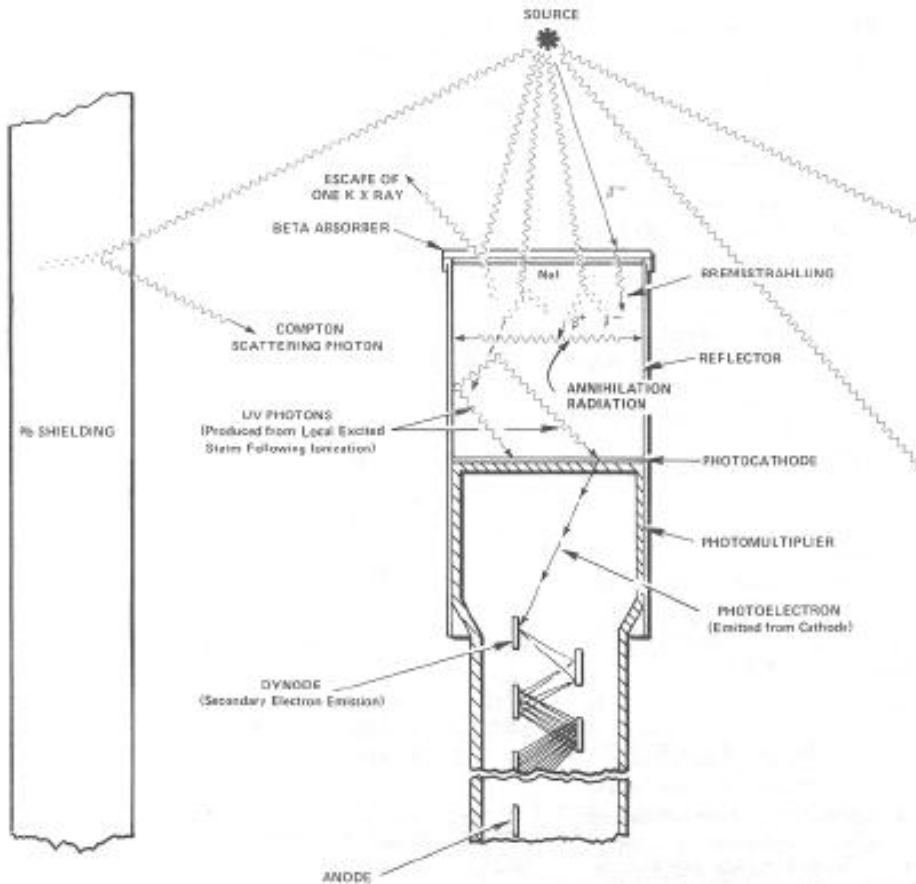 SOURCE
ESCAPE OF
ONE K X RAY
BETA ABSORBER
NaI
BREMSSTRAHLUNG
β+
COMPTON
SCATTERING PHOTON
REFLECTOR
ANNIHILATION
RADIATION
UV PHOTONS
(Produced from Local Excited
States Following Ionization)
Pb SHIELDING
PHOTOCATHODE
PHOTOMULTIPLIER
PHOTOELECTRON
(Emitted from Cathode)
DYNODE
(Secondary Electron Emission)
ANODE